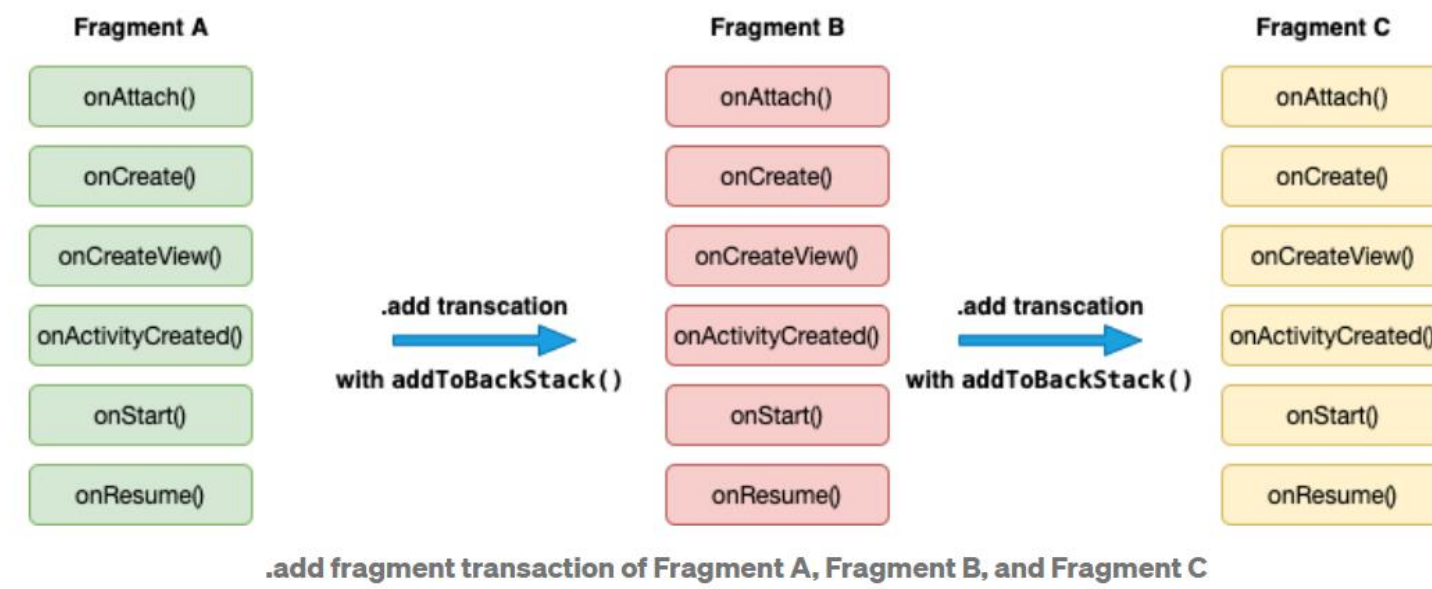 Fragment A
onAttach()
onCreate()
onCreateView()
onActivityCreated()
onStart()
onResume()
.add transcation
with addToBackStack()
Fragment B
onAttach()
onCreate()
onCreateView()
onActivityCreated()
onStart()
onResume()
.add transcation
with addToBackStack()
Fragment C
onAttach()
onCreate()
onCreateView()
onActivityCreated()
onStart()
onResume()
.add fragment transaction of Fragment A, Fragment B, and Fragment C